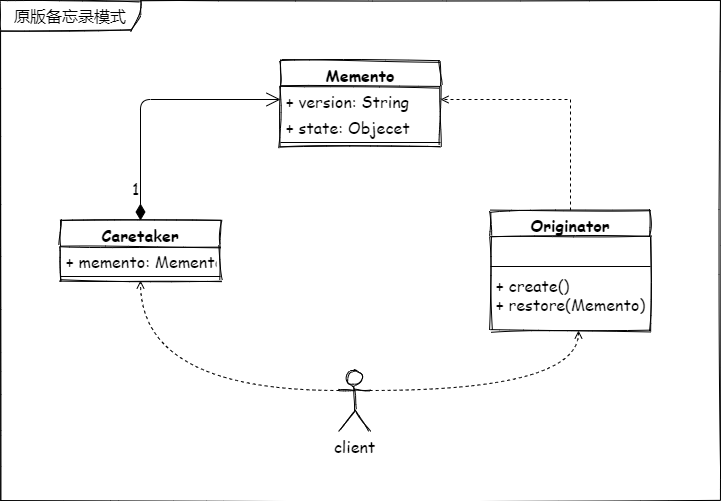 原版备忘录模式
Memento
+ version: String
+ state: Objecet
1
Caretaker
+ memento: Memento
Originator
+ create()
+ restore(Memento)
client